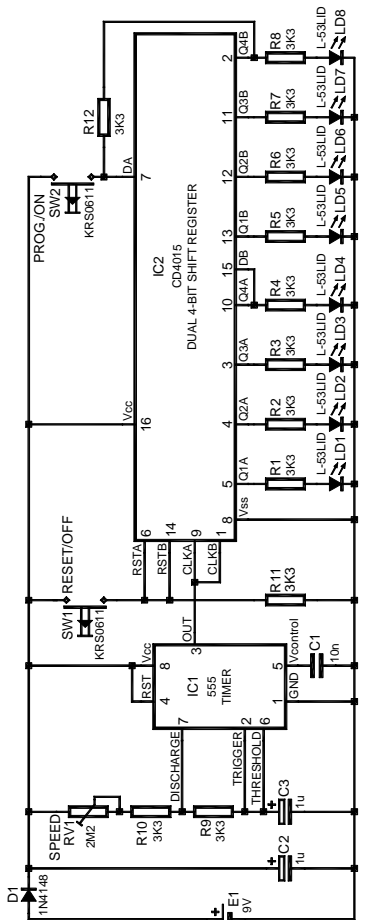 D1
1N4148
E1
9V
C2
1u
SPEED
RV1
2M2
R10
3K3
R9
3K3
C3
1u
DISCHARGE
TRIGGER
THRESHOLD
7
2
6
IC1
555
TIMER
4
8
RST
Vcc
3
OUT
1
5
GND
Vcontrol
C1
10n
SW1
RESET/OFF
KRS0611
R11
3K3
RSTA
RSTB
CLKA
CLKB
6
14
9
1
Vcc
16
8
Vss
IC2
CD4015
DUAL 4-BIT SHIFT REGISTER
PROG./ON
SW2
KRS0611
DA
7
R12
3K3
5
4
3
10
15
13
12
11
2
Q1A
Q2A
Q3A
Q4A
DB
Q1B
Q2B
Q3B
Q4B
R1
3K3
R2
3K3
R3
3K3
R4
3K3
R5
3K3
R6
3K3
R7
3K3
R8
3K3
L-53LID
LD1
L-53LID
LD2
L-53LID
LD3
L-53LID
LD4
L-53LID
LD5
L-53LID
LD6
L-53LID
LD7
L-53LID
LD8